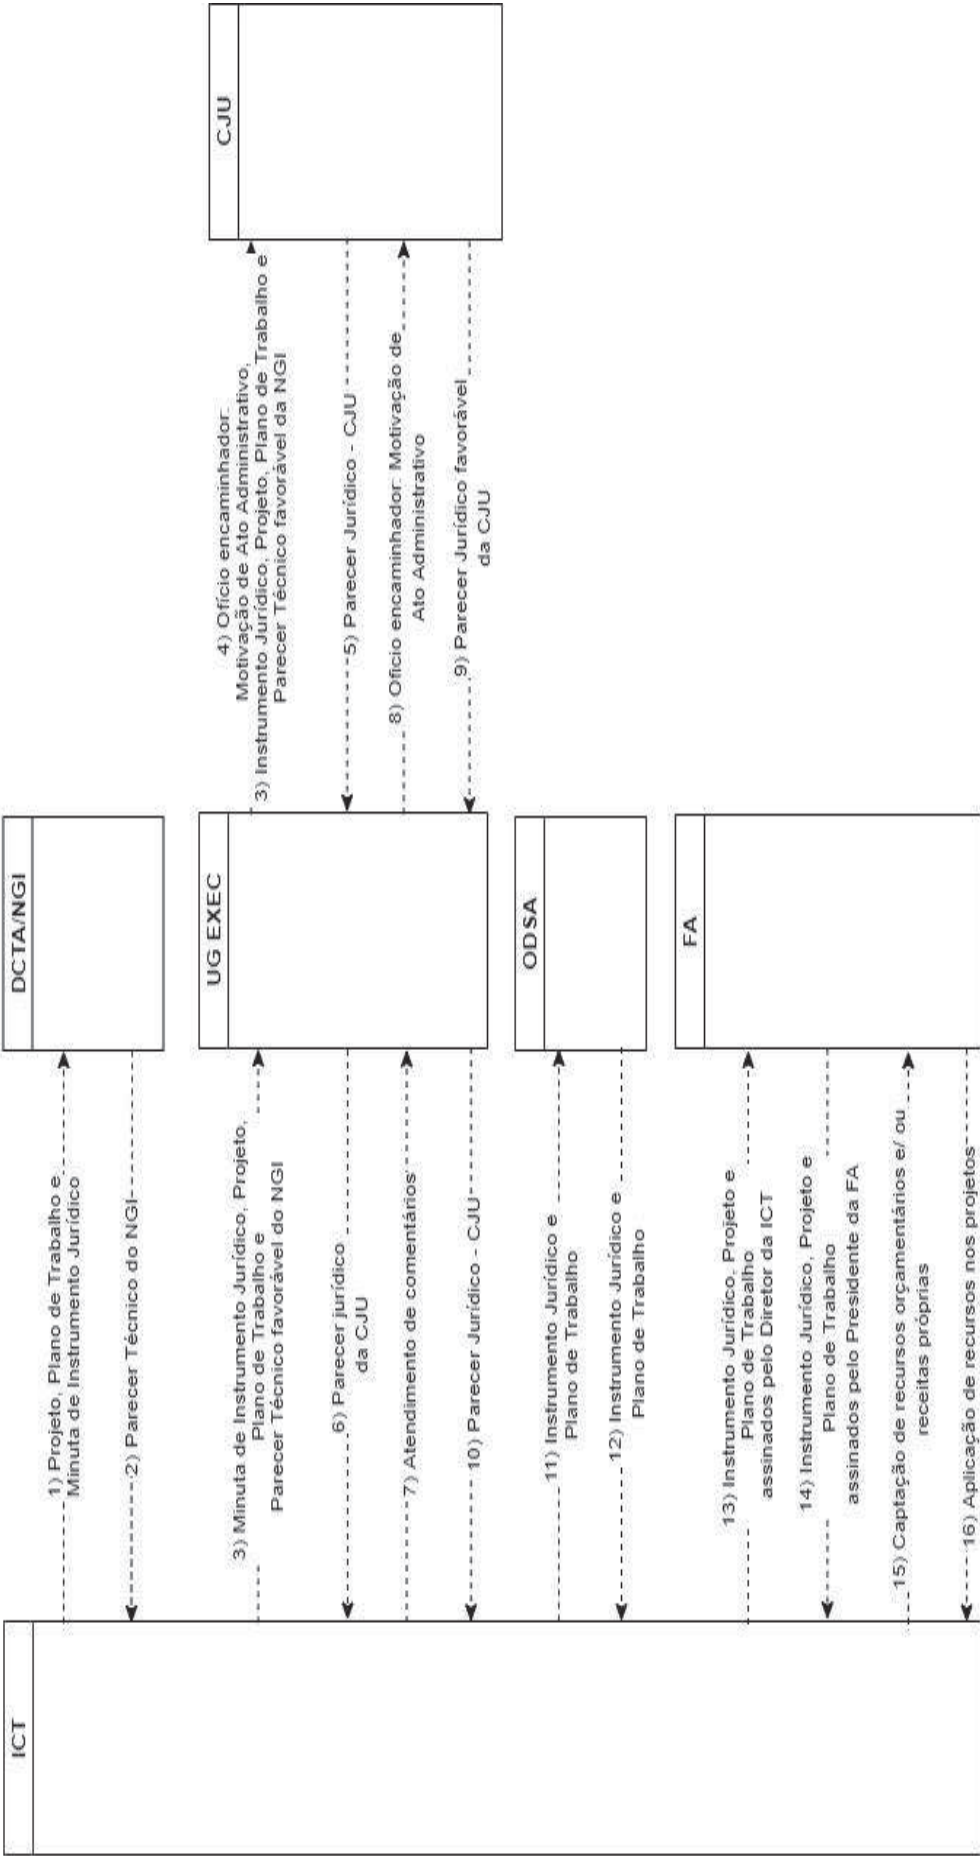 ICT
DCTA/NGI
1) Projeto, Plano de Trabalho e
Minuta de Instrumento Jurídico
2) Parecer Técnico do NGI
UG EXEC
CJU
3) Minuta de Instrumento Jurídico, Projeto,
Plano de Trabalho e
Parecer Técnico favorável do NGI
4) Ofício encaminhador:
Motivação de Ato Administrativo,
3) Instrumento Jurídico, Projeto, Plano de Trabalho e
Parecer Técnico favorável da NGI
6) Parecer jurídico
da CJU
5) Parecer Jurídico - CJU
7) Atendimento de comentários
8) Ofício encaminhador: Motivação de
Ato Administrativo
10) Parecer Jurídico - CJU
9) Parecer Jurídico favorável
da CJU
ODSA
11) Instrumento Jurídico e
Plano de Trabalho
12) Instrumento Jurídico e
Plano de Trabalho
FA
13) Instrumento Jurídico, Projeto e
Plano de Trabalho
assinados pelo Diretor da ICT
14) Instrumento Jurídico, Projeto e
Plano de Trabalho
assinados pelo Presidente da FA
15) Captação de recursos orçamentários e/ ou
receitas próprias
16) Aplicação de recursos nos projetos